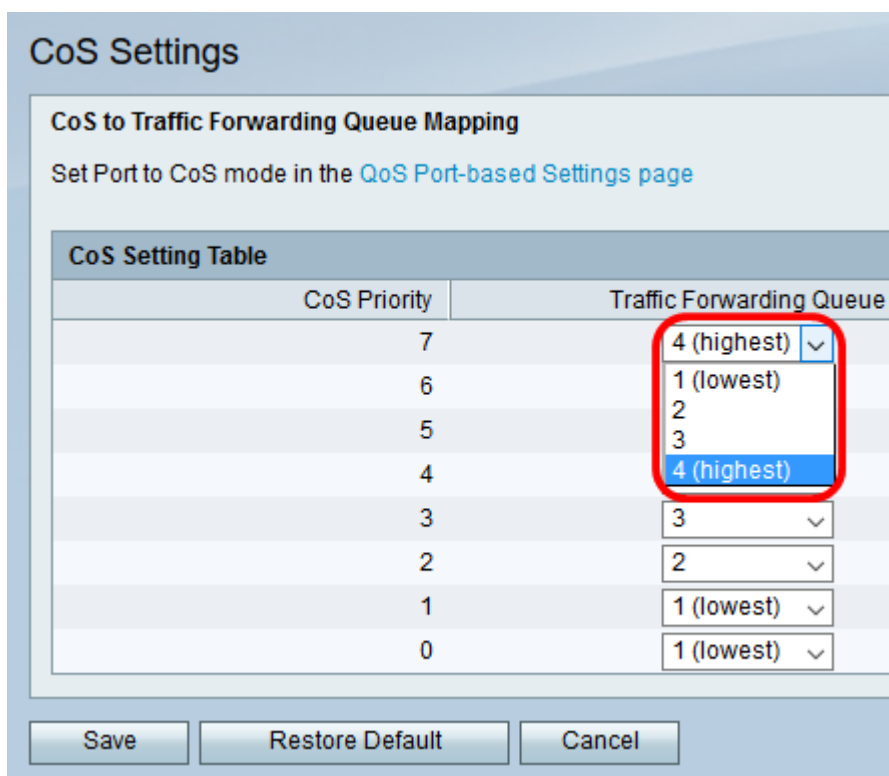 CoS Settings
CoS to Traffic Forwarding Queue Mapping
Set Port to CoS mode in the QoS Port-based Settings page
CoS Setting Table
CoS Priority Traffic Forwarding Queue
7 4 (highest)
6 1 (lowest)
2
5 3
4 4 (highest)
3 3
2 2
1 1 (lowest)
0 1 (lowest)
Save Restore Default Cancel